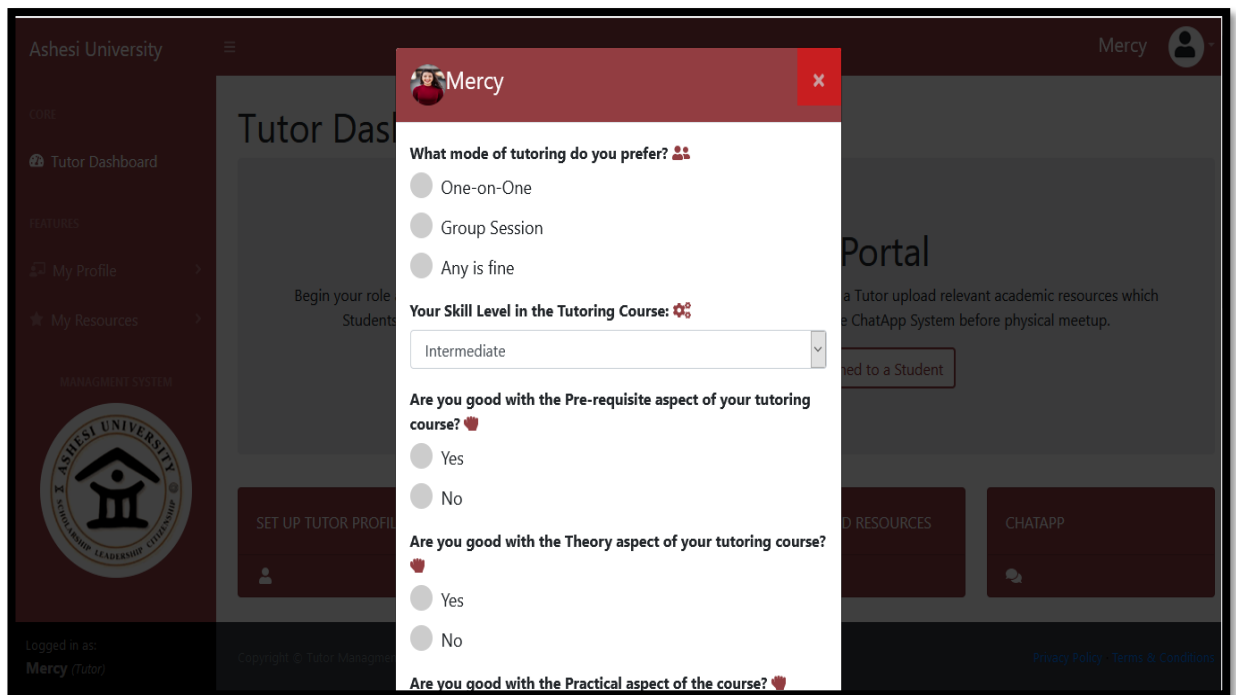 Ashesi University
Mercy
CORE
Tutor Dashboard
FEATURES
My Profile
My Resources
MANAGMENT SYSTEM
ASHESI UNIVERSITY
SCHOLARSHIP LEADERSHIP CITIZENSHIP
Logged in as:
Mercy (Tutor)
Tutor Das
Portal
Begin your role
a Tutor upload relevant academic resources which
Students
ChatApp System before physical meetup.
to a Student
SET UP TUTOR
RESOURCES
CHATAPP
Copyright © Tutor
Privacy Policy · Terms & Conditions
Mercy
×
What mode of tutoring do you prefer?
One-on-One
Group Session
Any is fine
Your Skill Level in the Tutoring Course:
Intermediate
Are you good with the Pre-requisite aspect of your tutoring
course?
Yes
No
Are you good with the Theory aspect of your tutoring course?
Yes
No
Are you good with the Practical aspect of the course?